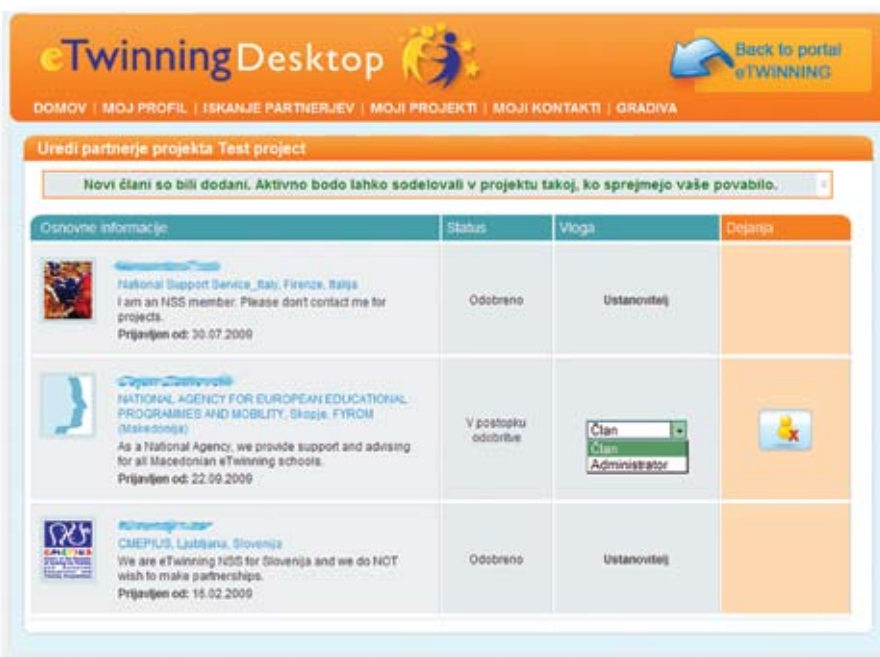 eTwinning Desktop
Back to portal
eTWINNING
DOMOV | MOJ PROFIL | ISKANJE PARTNERJEV | MOJI PROJEKTI | MOJI KONTAKTI | GRADIVA
Uredi partnerje projekta Test project
Novi člani so bili dodani. Aktivno bodo lahko sodelovali v projektu takoj, ko sprejmejo vaše povabilo.
Osnovne informacije Status Vloga Dejanja
National Support Service_Italy, Firenze, Italija
I am an NSS member. Please don't contact me for
projects.
Prijavljen od: 30.07.2009
Odobreno
Ustanovitelj
NATIONAL AGENCY FOR EUROPEAN EDUCATIONAL
PROGRAMMES AND MOBILITY, Skopje, FYROM
(Makedonija)
As a National Agency, we provide support and advising
for all Macedonian eTwinning schools.
Prijavljen od: 22.09.2009
V postopku
odobritve
Član
Član
Administrator
CMEPIUS
CMEPIUS, Ljubljana, Slovenija
We are eTwinning NSS for Slovenija and we do NOT
wish to make partnerships.
Prijavljen od: 16.02.2009
Odobreno
Ustanovitelj